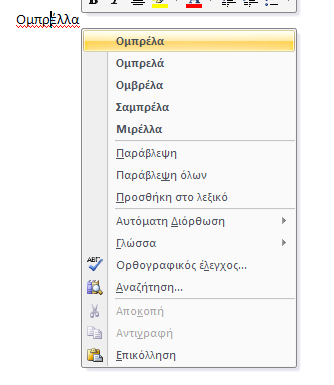 Ομπρέλλα
Ομπρέλα
Ομπρελά
Ομβρέλα
Σαμπρέλα
Μιρέλλα
Παράβλεψη
Παράβλεψη όλων
Προσθήκη στο λεξικό
Αυτόματη Διόρθωση
Γλώσσα
Ορθογραφικός έλεγχος...
Αναζήτηση...
Αποκοπή
Αντιγραφή
Επικόλληση